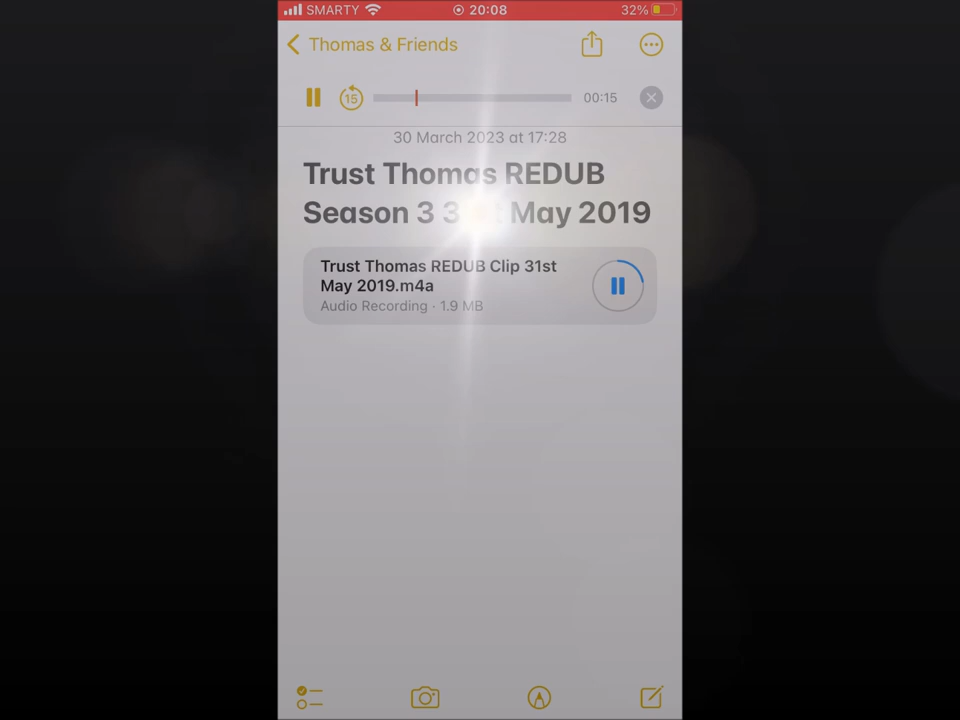 SMARTY 20:08 32%
Thomas & Friends
15 00:15
30 March 2023 at 17:28
Trust Thomas REDUB
Season 3 3 May 2019
Trust Thomas REDUB Clip 31st
May 2019.m4a
Audio Recording · 1.9 MB